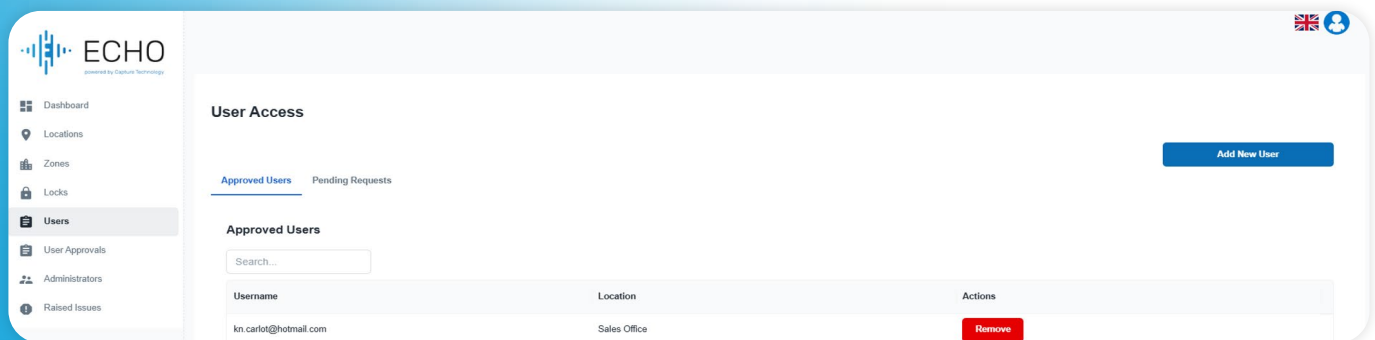 ECHO
powered by Capture Technology
Dashboard
Locations
Zones
Locks
Users
User Approvals
Administrators
Raised Issues
User Access
Add New User
Approved Users
Pending Requests
Approved Users
Search...
Username
Location
Actions
kn.carlot@hotmail.com
Sales Office
Remove